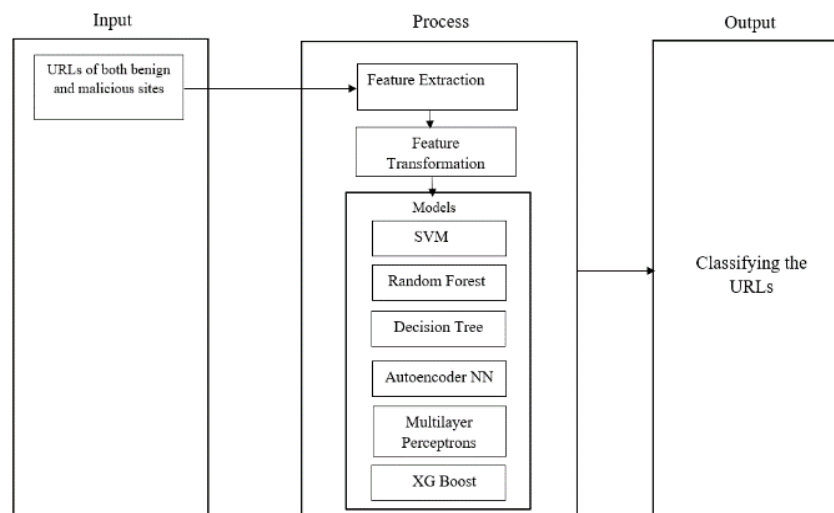 Input
Process
Output
URLs of both benign
and malicious sites
Feature Extraction
Feature
Transformation
Models
SVM
Random Forest
Decision Tree
Autoencoder NN
Multilayer
Perceptrons
XG Boost
Classifying the
URLs